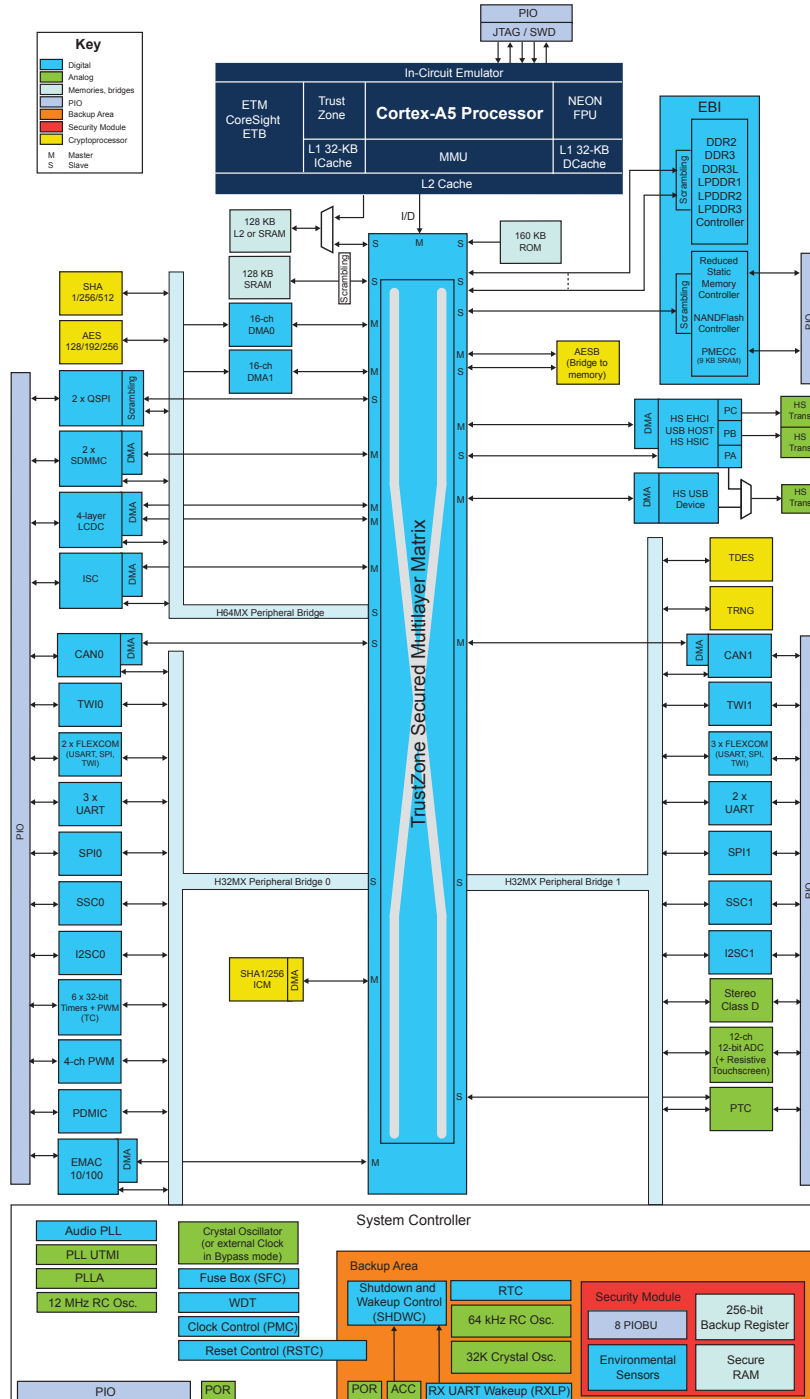 PIO
JTAG / SWD
Key
Digital
Analog
Memories, bridges
PIO
Backup Area
Security Module
Cryptoprocessor
M Master
S Slave
In-Circuit Emulator
ETM
CoreSight
ETB
Trust
Zone
Cortex-A5 Processor
NEON
FPU
L1 32-KB
ICache
MMU
L1 32-KB
DCache
L2 Cache
I/D
128 KB
L2 or SRAM
128 KB
SRAM
Scrambling
160 KB
ROM
EBI
Scrambling
DDR2
DDR3
DDR3L
LPDDR1
LPDDR2
LPDDR3
Controller
Scrambling
Reduced
Static
Memory
Controller
NANDFlash
Controller
PMECC
(9 KB SRAM)
PIO
SHA
1/256/512
AES
128/192/256
16-ch
DMA0
16-ch
DMA1
AESB
(Bridge to
memory)
PIO
2 x QSPI
Scrambling
2 x
SDMMC
DMA
4-layer
LCDC
DMA
ISC
DMA
H64MX Peripheral Bridge
DMA
HS EHCI
USB HOST
HS HSIC
PC
PB
PA
HS
Trans
HS
Trans
DMA
HS USB
Device
HS
Trans
M
S
S
M
M
S
M
M
M
M
S
S
S
M
S
S
S
S
M
S
M
S
M
M
S
S
M
M
TrustZone Secured Multilayer Matrix
CAN0
DMA
TWI0
2 x FLEXCOM
(USART, SPI,
TWI)
3 x
UART
SPI0
SSC0
I2SC0
6 x 32-bit
Timers + PWM
(TC)
4-ch PWM
PDMIC
EMAC
10/100
DMA
H32MX Peripheral Bridge 0
H32MX Peripheral Bridge 1
SHA1/256
ICM
DMA
TDES
TRNG
DMA
CAN1
TWI1
3 x FLEXCOM
(USART, SPI,
TWI)
2 x
UART
SPI1
SSC1
I2SC1
Stereo
Class D
12-ch
12-bit ADC
(+ Resistive
Touchscreen)
PTC
PIO
System Controller
Audio PLL
PLL UTMI
PLLA
12 MHz RC Osc.
Crystal Oscillator
(or external Clock
in Bypass mode)
Fuse Box (SFC)
WDT
Clock Control (PMC)
Reset Control (RSTC)
PIO
POR
Backup Area
Shutdown and
Wakeup Control
(SHDWC)
RTC
64 kHz RC Osc.
32K Crystal Osc.
POR
ACC
RX UART Wakeup (RXLP)
Security Module
8 PIOBU
256-bit
Backup Register
Environmental
Sensors
Secure
RAM